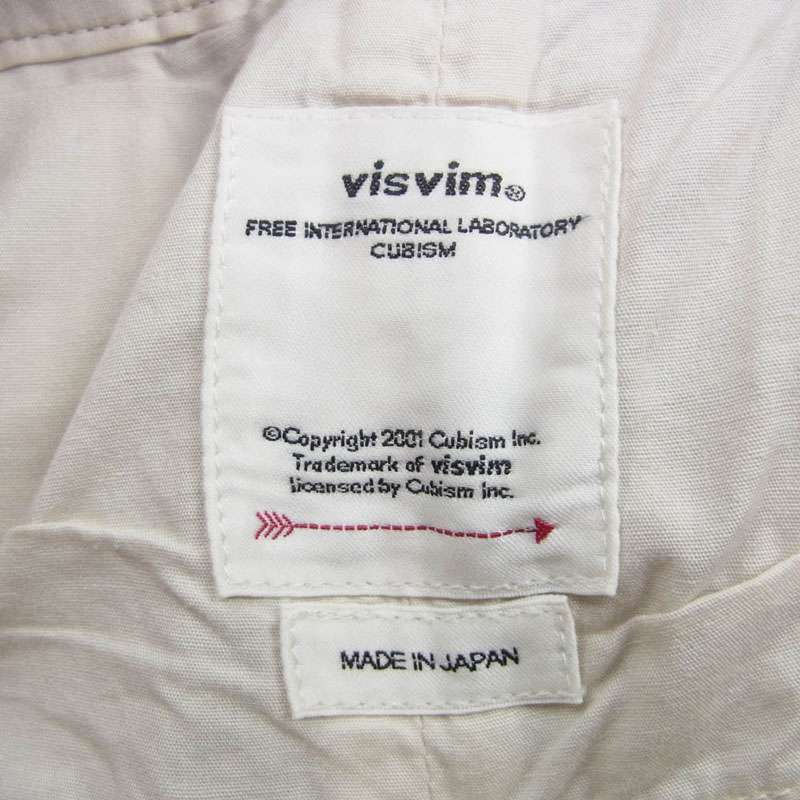 visvim®
FREE INTERNATIONAL LABORATORY
CUBISM
©Copyright 2001 Cubism Inc.
Trademark of visvim
licensed by Cubism Inc.
MADE IN JAPAN